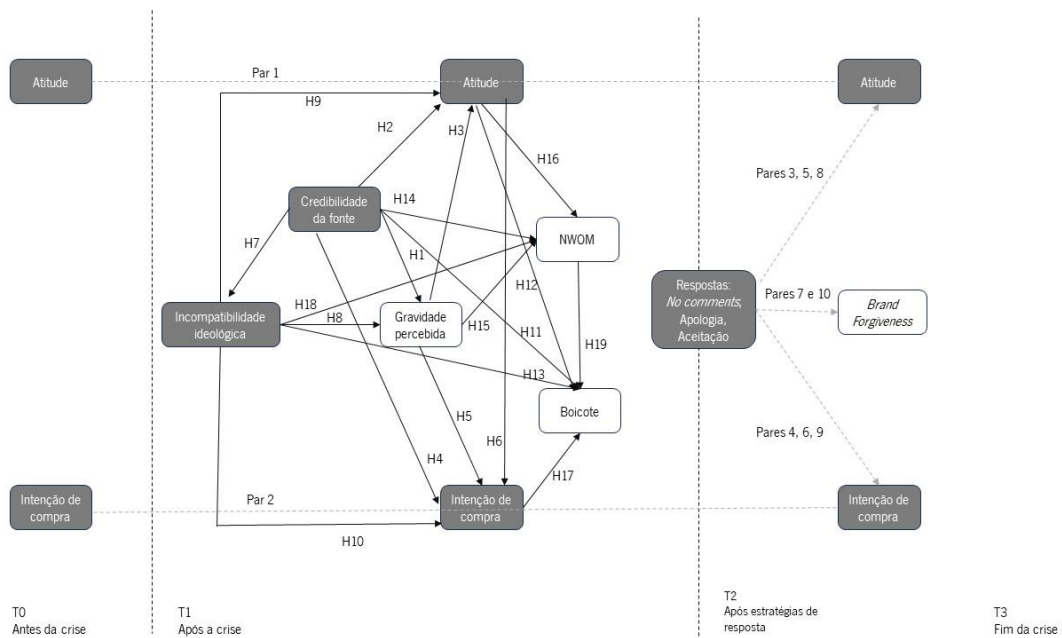 Atitude
Par 1
Atitude
Atitude
H9
H2
H3
H16
Pares 3, 5, 8
Credibilidade
da fonte
H14
NWOM
H7
H1
Respostas:
No comments,
Apologia,
Aceitação
Pares 7 e 10
Brand
Forgiveness
Incompatibilidade
ideológica
H18
H8
Gravidade
percebida
H15
H12
H11
H19
H13
Boicote
H5
H6
Pares 4, 6, 9
H4
H17
Intenção de
compra
Par 2
Intenção de
compra
Intenção de
compra
H10
T0
Antes da crise
T1
Após a crise
T2
Após estratégias de
resposta
T3
Fim da crise